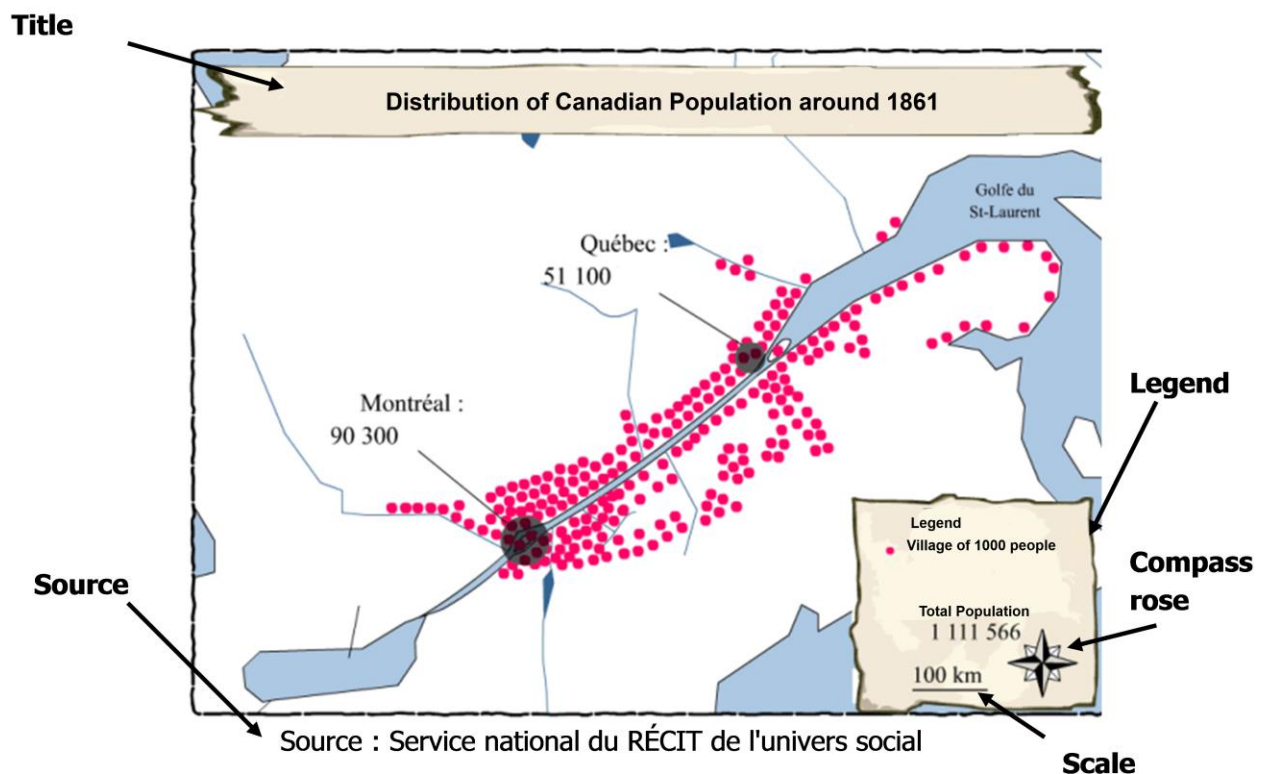 Title
Distribution of Canadian Population around 1861
Golfe du
St-Laurent
Québec :
51 100
Montréal :
90 300
Legend
Legend
Village of 1000 people
Total Population
1 111 566
100 km
Compass
rose
Source
Source : Service national du RÉCIT de l'univers social
Scale